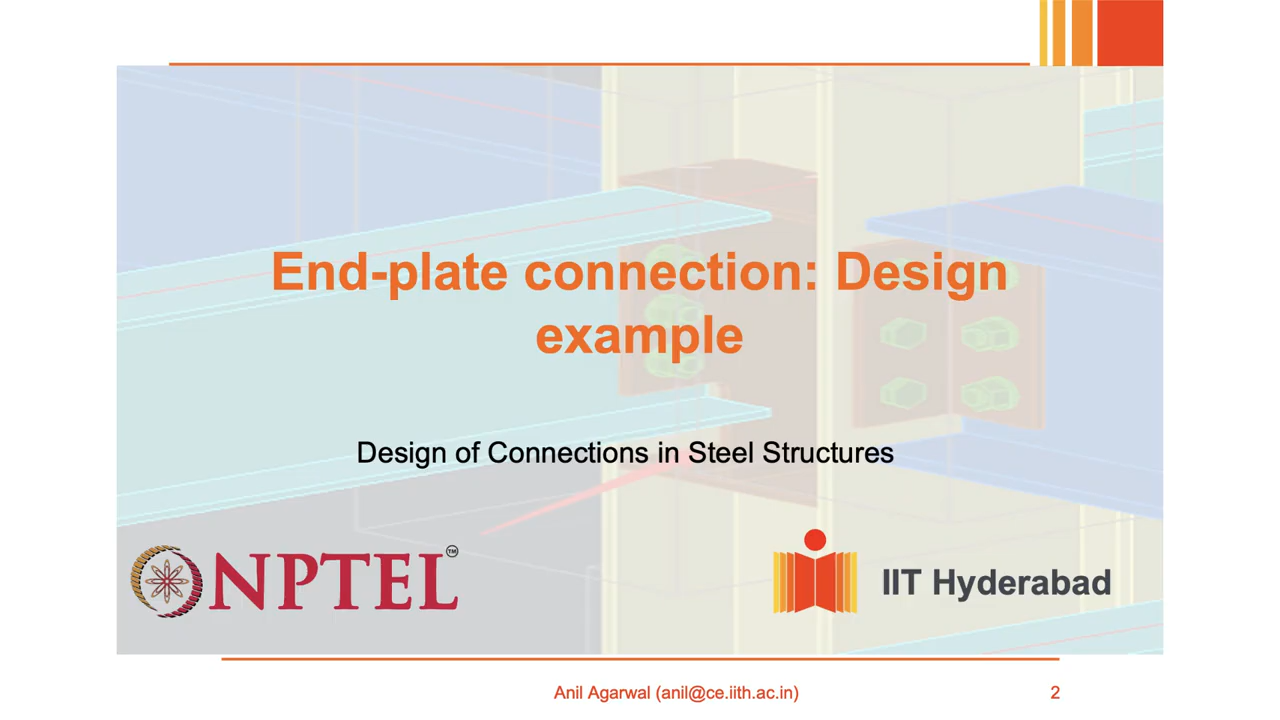 End-plate connection: Design
example
Design of Connections in Steel Structures
NPTEL™
IIT Hyderabad
Anil Agarwal (anil@ce.iith.ac.in)
2